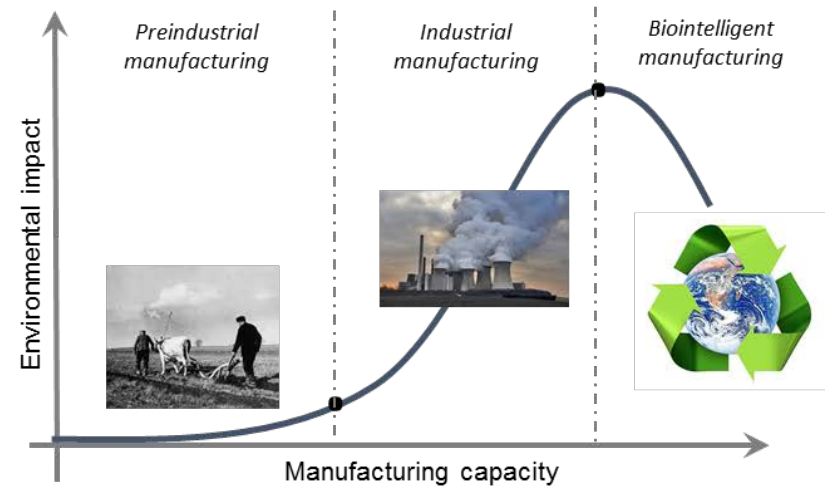 Preindustrial
manufacturing
Industrial
manufacturing
Biointelligent
manufacturing
Environmental impact
Manufacturing capacity